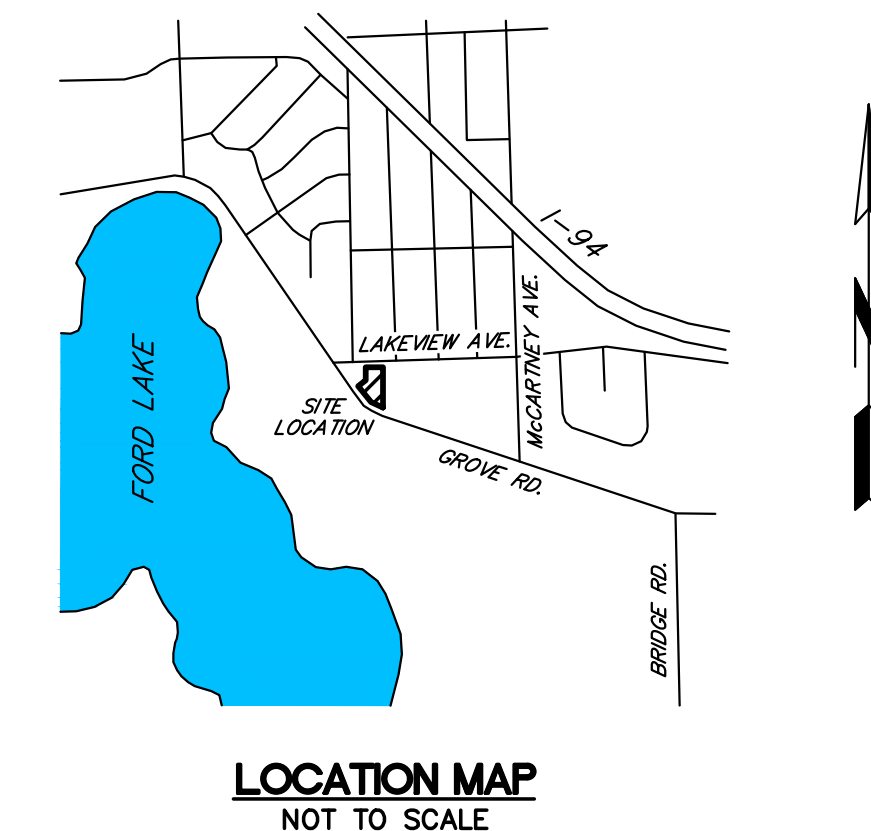 I-94
LAKEVIEW AVE.
McCARTNEY AVE.
FORD LAKE
SITE
LOCATION
GROVE RD.
BRIDGE RD.
LOCATION MAP
NOT TO SCALE